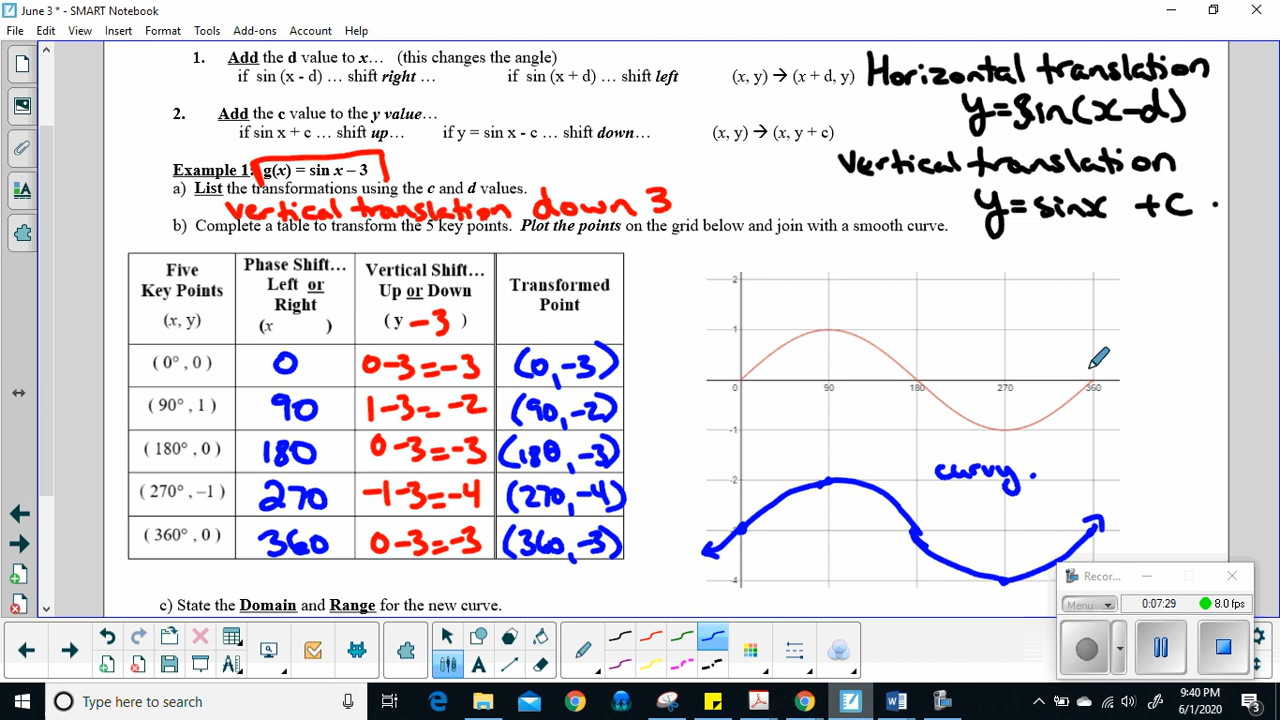 June 3 * - SMART Notebook
File Edit View Insert Format Tools Add-ons Account Help
1. Add the d value to x… (this changes the angle)
if sin (x - d) … shift right … if sin (x + d) … shift left (x, y) → (x + d, y)
Horizontal translation
y=sin(x-d)
2. Add the c value to the y value…
if sin x + c … shift up… if y = sin x - c … shift down… (x, y) → (x, y + c)
vertical translation
y=sinx +c .
Example 1: g(x) = sin x – 3
a) List the transformations using the c and d values.
vertical translation down 3
b) Complete a table to transform the 5 key points. Plot the points on the grid below and join with a smooth curve.
Five Key Points (x, y)
Phase Shift… Left or Right (x )
Vertical Shift… Up or Down (y -3 )
Transformed Point
(0°, 0) 0 0-3=-3 (0,-3)
(90°, 1) 90 1-3=-2 (90,-2)
(180°, 0) 180 0-3=-3 (180,-3)
(270°, –1) 270 -1-3=-4 (270,-4)
(360°, 0) 360 0-3=-3 (360,-3)
2
1
0 90 180 270 360
-1
curvy.
-2
-3
-4
c) State the Domain and Range for the new curve.
Recor...
Menu 0:07:29 8.0 fps
A
Type here to search
9:40 PM
6/1/2020
3